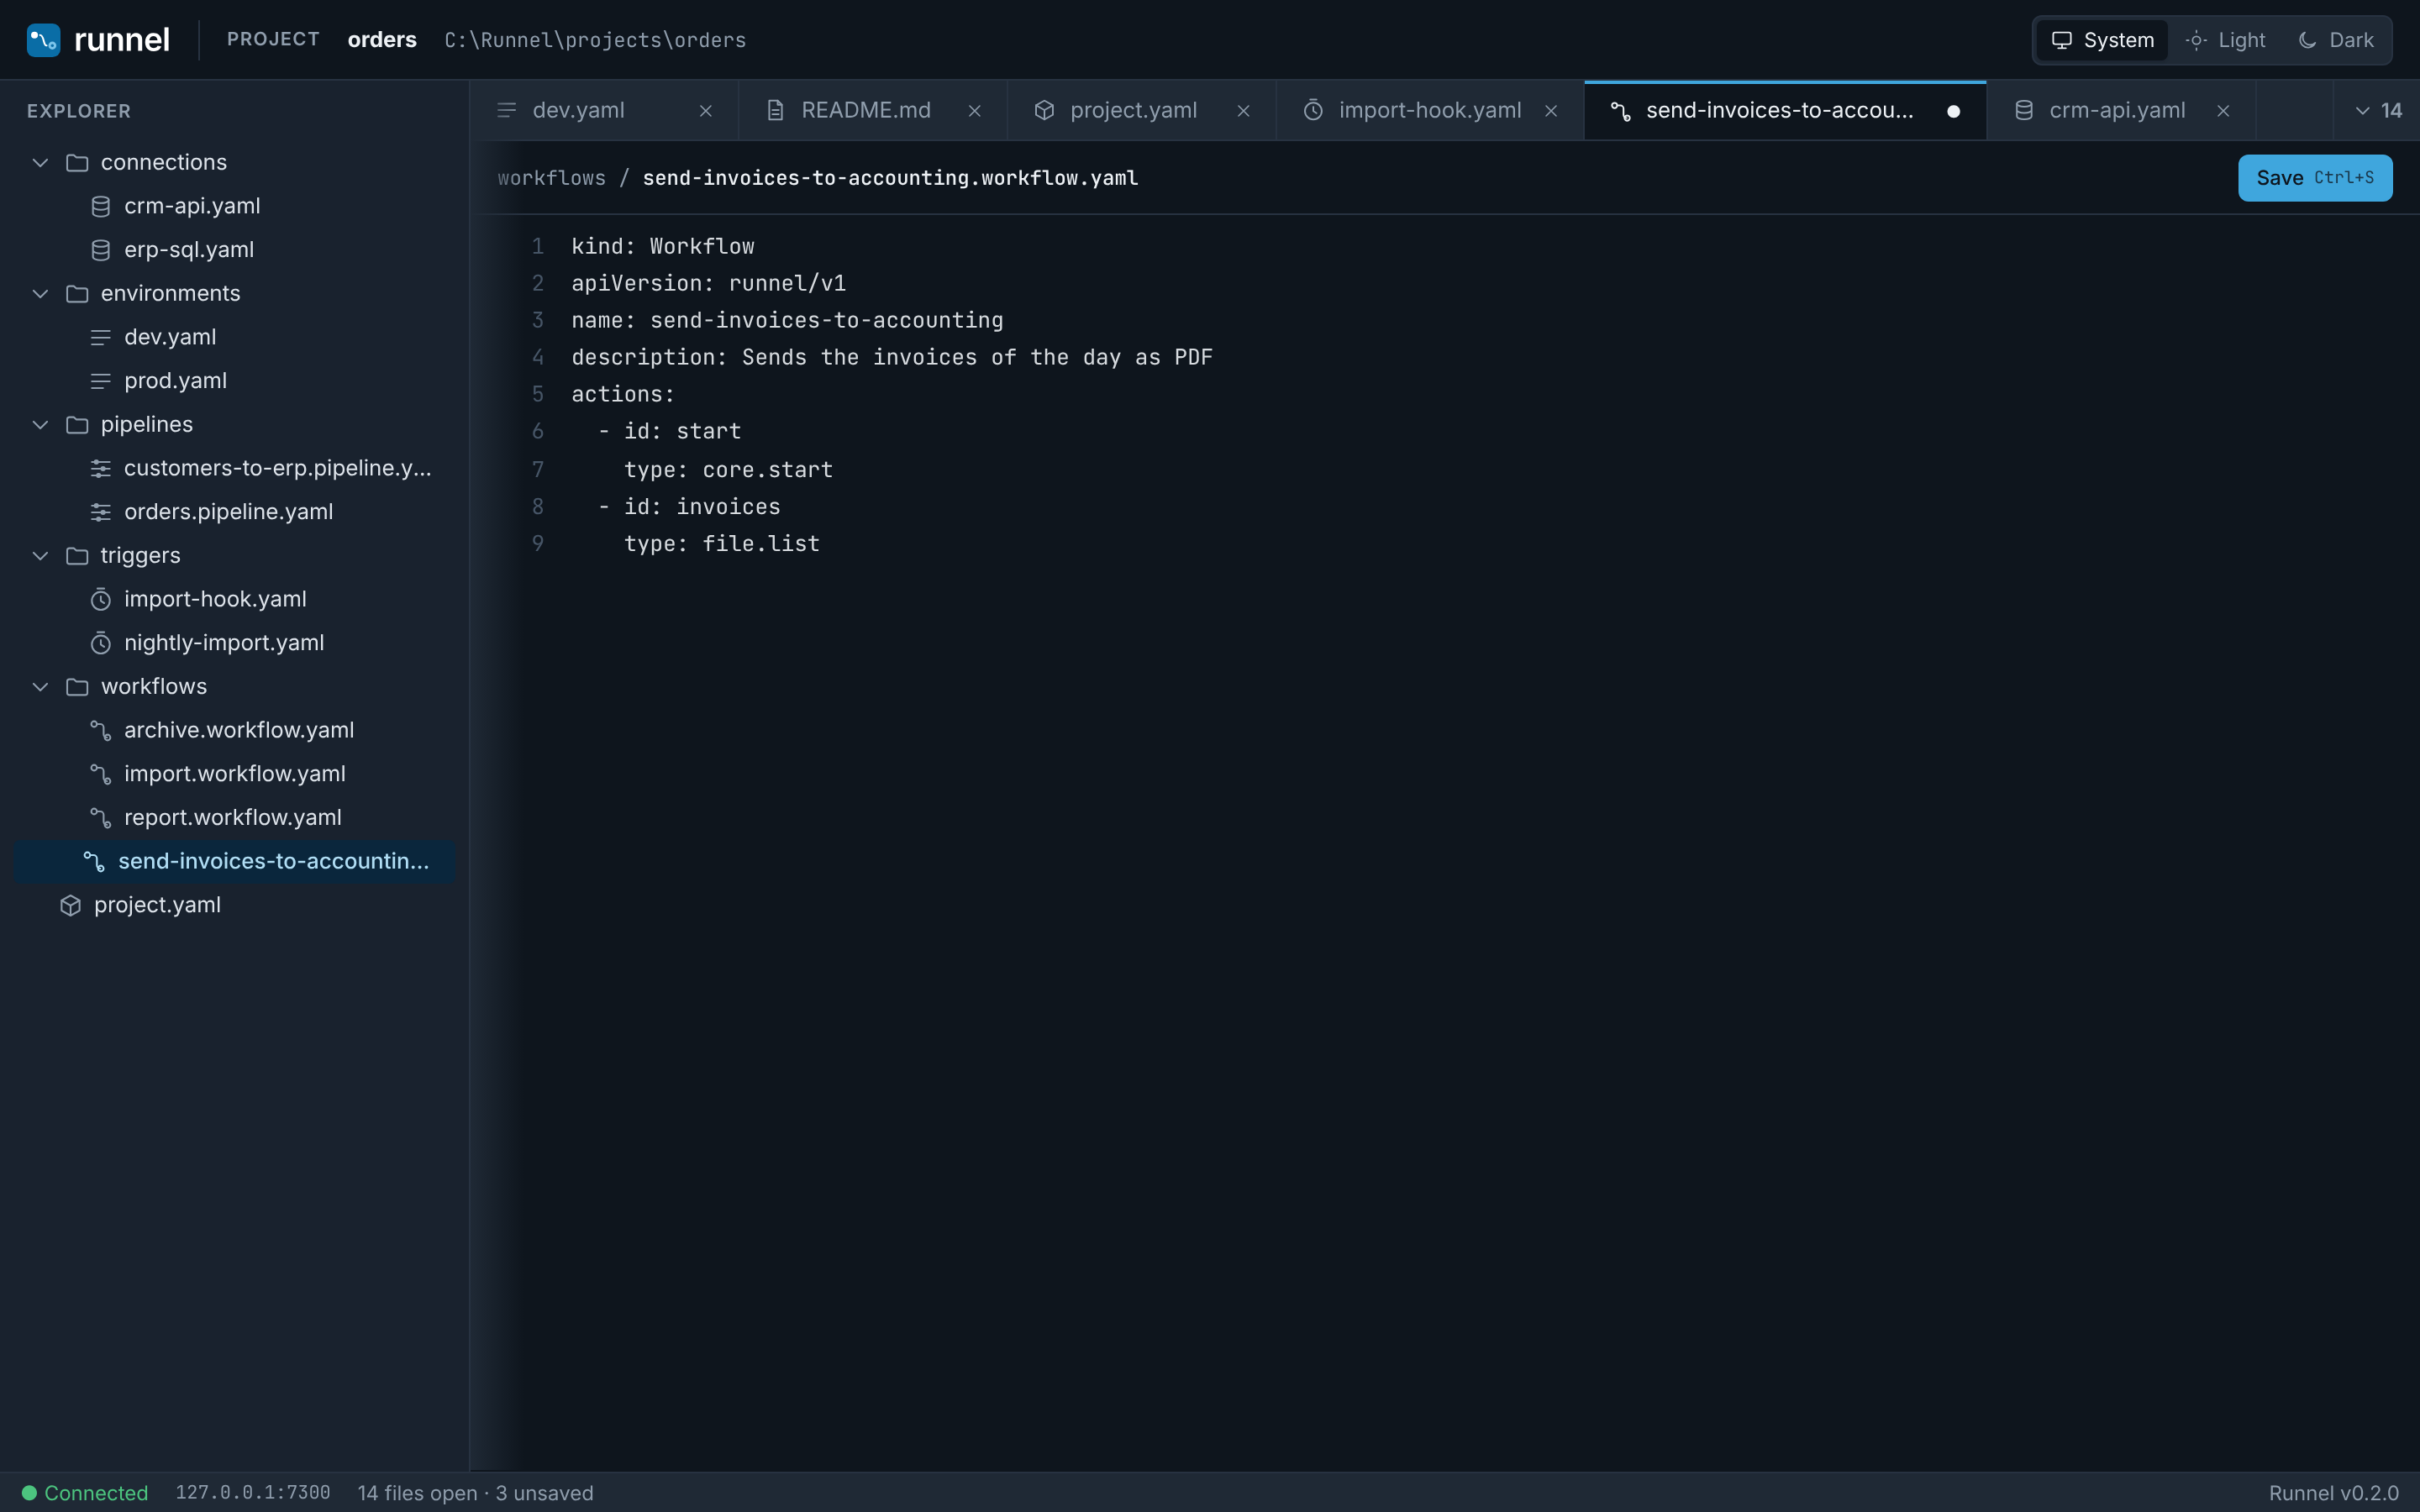 runnel PROJECT orders C:\Runnel\projects\orders System Light Dark
EXPLORER
connections
crm-api.yaml
erp-sql.yaml
environments
dev.yaml
prod.yaml
pipelines
customers-to-erp.pipeline.y...
orders.pipeline.yaml
triggers
import-hook.yaml
nightly-import.yaml
workflows
archive.workflow.yaml
import.workflow.yaml
report.workflow.yaml
send-invoices-to-accountin...
project.yaml
dev.yaml README.md project.yaml import-hook.yaml send-invoices-to-accou... crm-api.yaml 14
workflows / send-invoices-to-accounting.workflow.yaml Save Ctrl+S
1 kind: Workflow
2 apiVersion: runnel/v1
3 name: send-invoices-to-accounting
4 description: Sends the invoices of the day as PDF
5 actions:
6   - id: start
7     type: core.start
8   - id: invoices
9     type: file.list
Connected 127.0.0.1:7300 14 files open · 3 unsaved Runnel v0.2.0